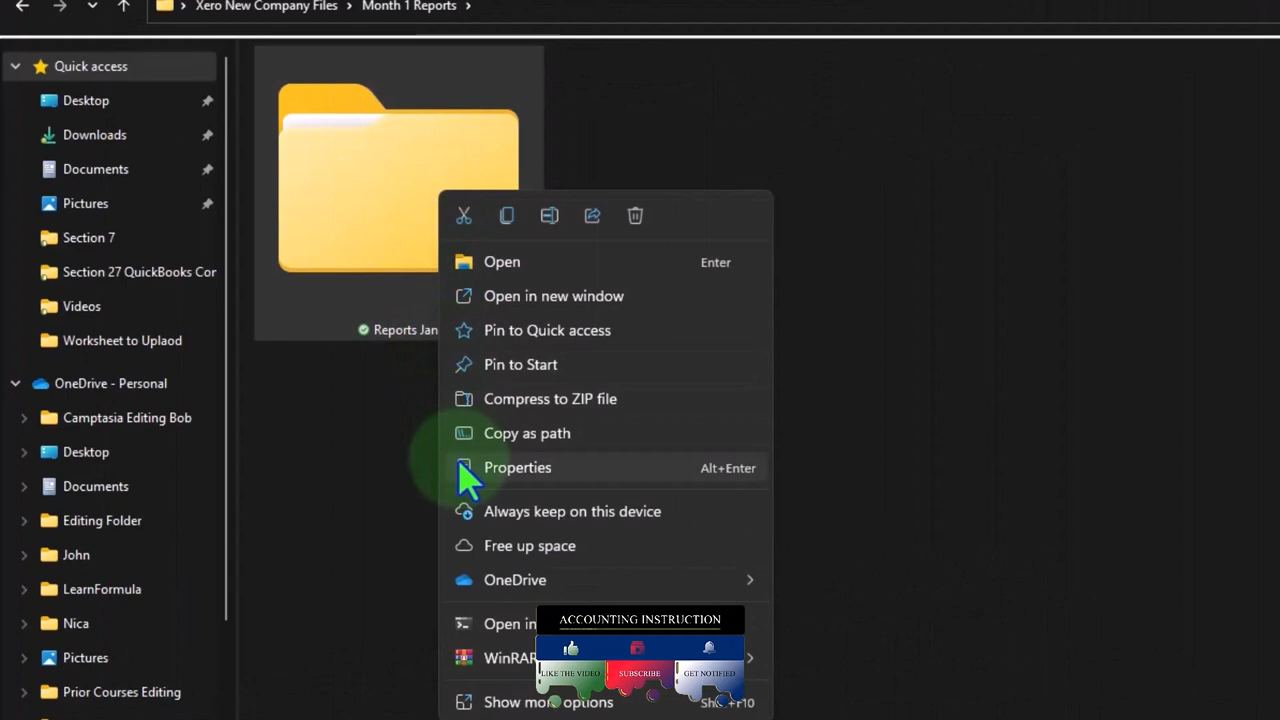 Xero New Company Files > Month 1 Reports >
Quick access
Desktop
Downloads
Documents
Pictures
Section 7
Section 27 QuickBooks Cor
Videos
Worksheet to Uplaod
OneDrive - Personal
Camptasia Editing Bob
Desktop
Documents
Editing Folder
John
LearnFormula
Nica
Pictures
Prior Courses Editing
Reports Jan
Open Enter
Open in new window
Pin to Quick access
Pin to Start
Compress to ZIP file
Copy as path
Properties Alt+Enter
Always keep on this device
Free up space
OneDrive
Open in
WinRAR
Show more options Shift+F10
ACCOUNTING INSTRUCTION
LIKE THE VIDEO
SUBSCRIBE
GET NOTIFIED